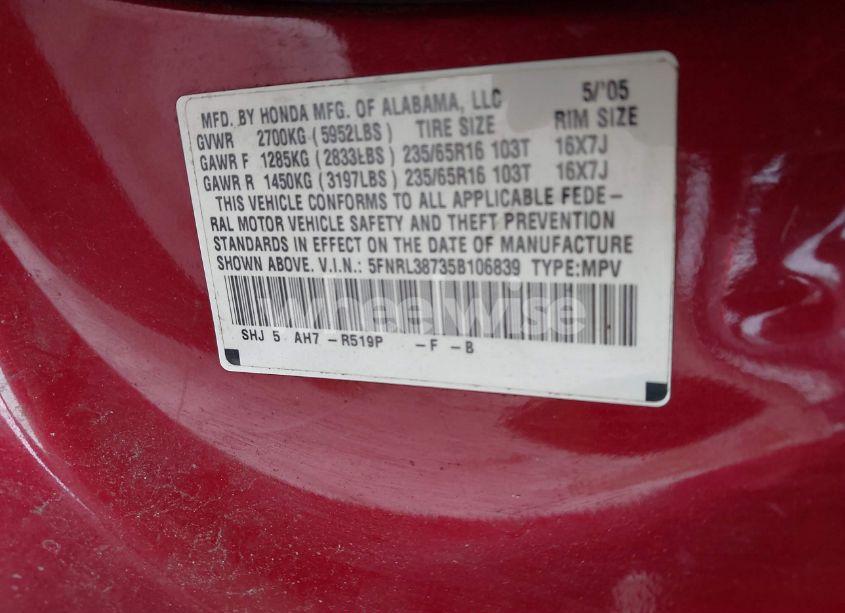 MFD. BY HONDA MFG. OF ALABAMA, LLC 5/'05
GVWR 2700KG (5952LBS) TIRE SIZE RIM SIZE
GAWR F 1285KG (2833LBS) 235/65R16 103T 16X7J
GAWR R 1450KG (3197LBS) 235/65R16 103T 16X7J
THIS VEHICLE CONFORMS TO ALL APPLICABLE FEDE-
RAL MOTOR VEHICLE SAFETY AND THEFT PREVENTION
STANDARDS IN EFFECT ON THE DATE OF MANUFACTURE
SHOWN ABOVE. V.I.N.: 5FNRL38735B106839 TYPE:MPV
wheelwise
SHJ 5 AH7 -R519P -F -B